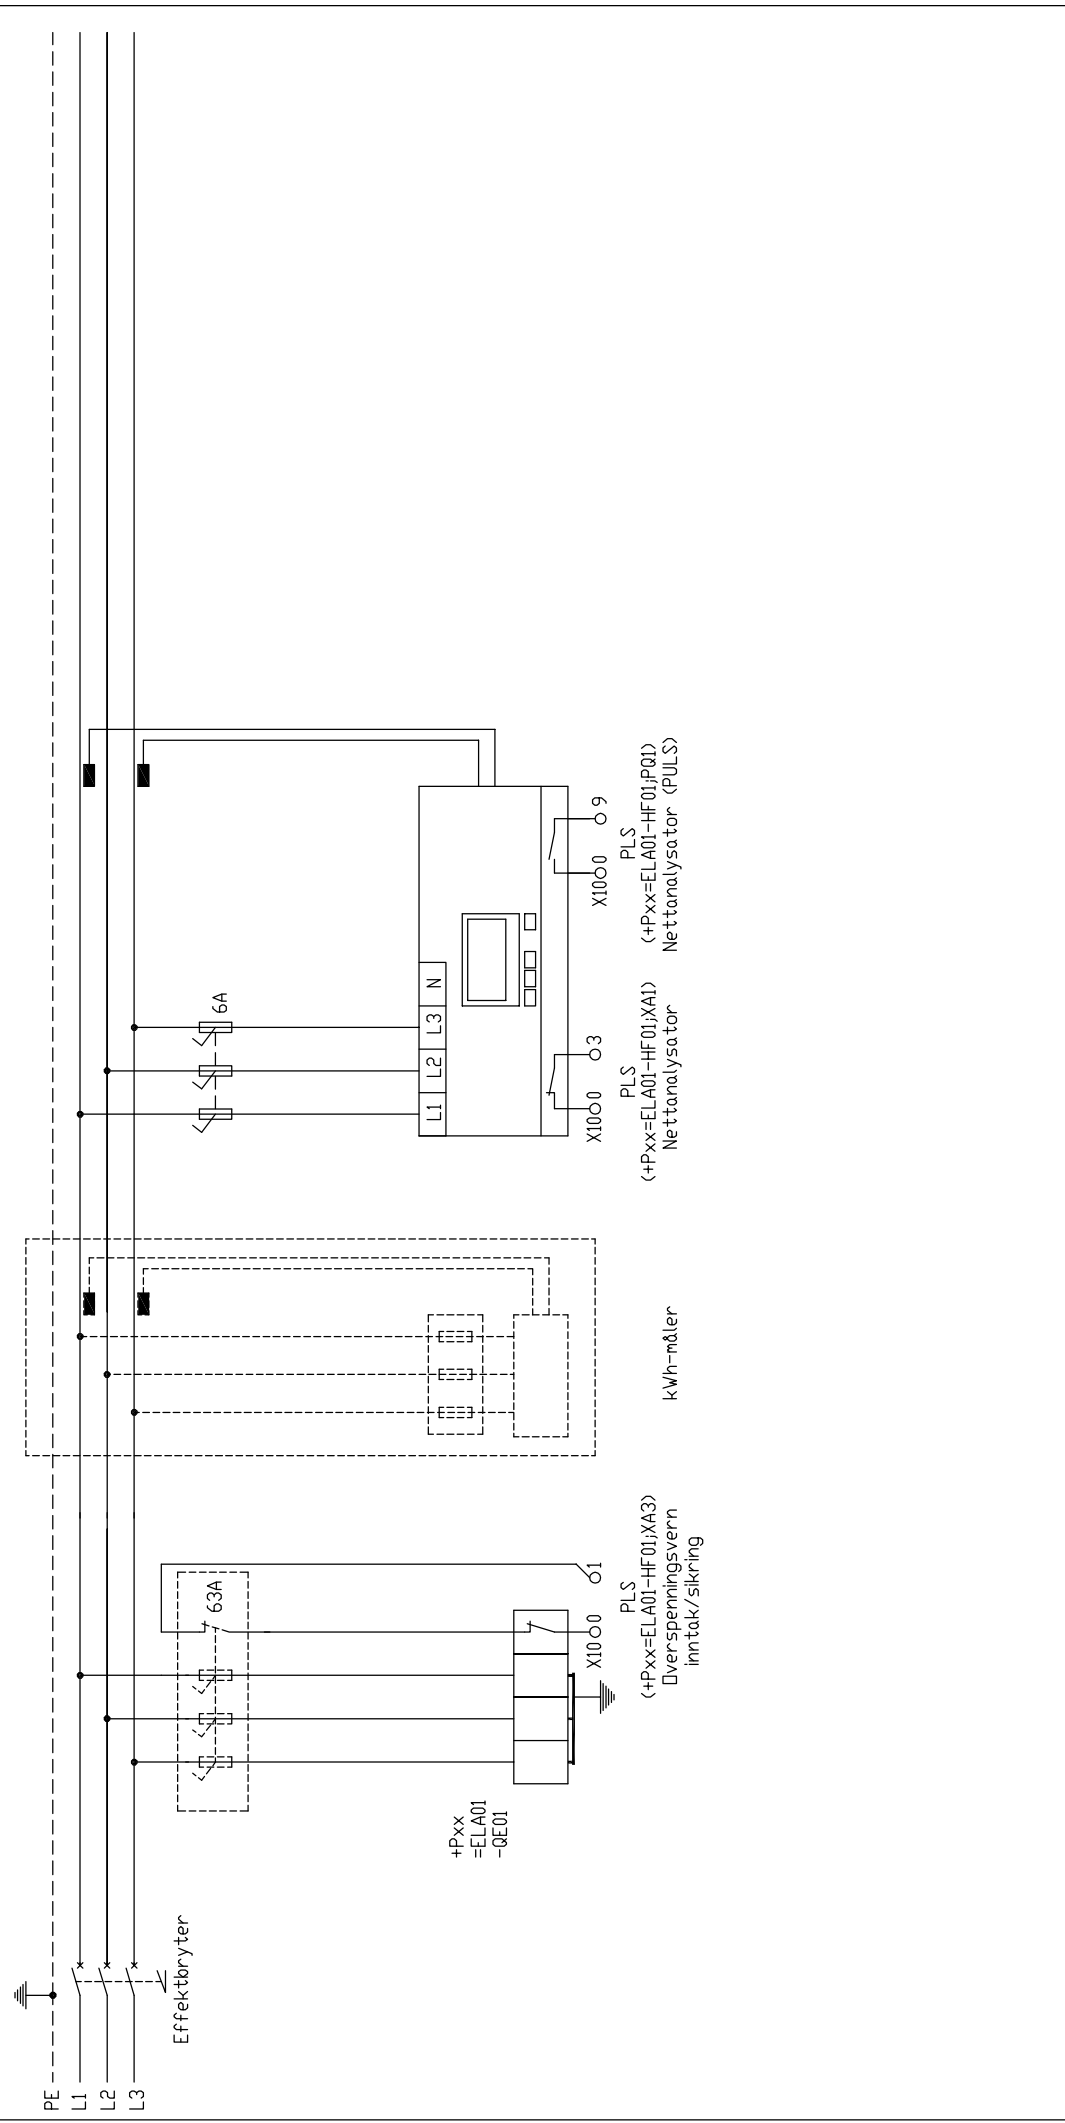 PE
L1
L2
L3
Effektbryter
63A
+Pxx
=ELA01
-QE01
X10
0
1
PLS
(+Pxx=ELA01-HF01;XA3)
Overspenningsvern
inntak/sikring
kWh-måler
6A
L1
L2
L3
N
X10
0
3
PLS
(+Pxx=ELA01-HF01;XA1)
Nettanalysator
X10
0
9
PLS
(+Pxx=ELA01-HF01;PQ1)
Nettanalysator (PULS)